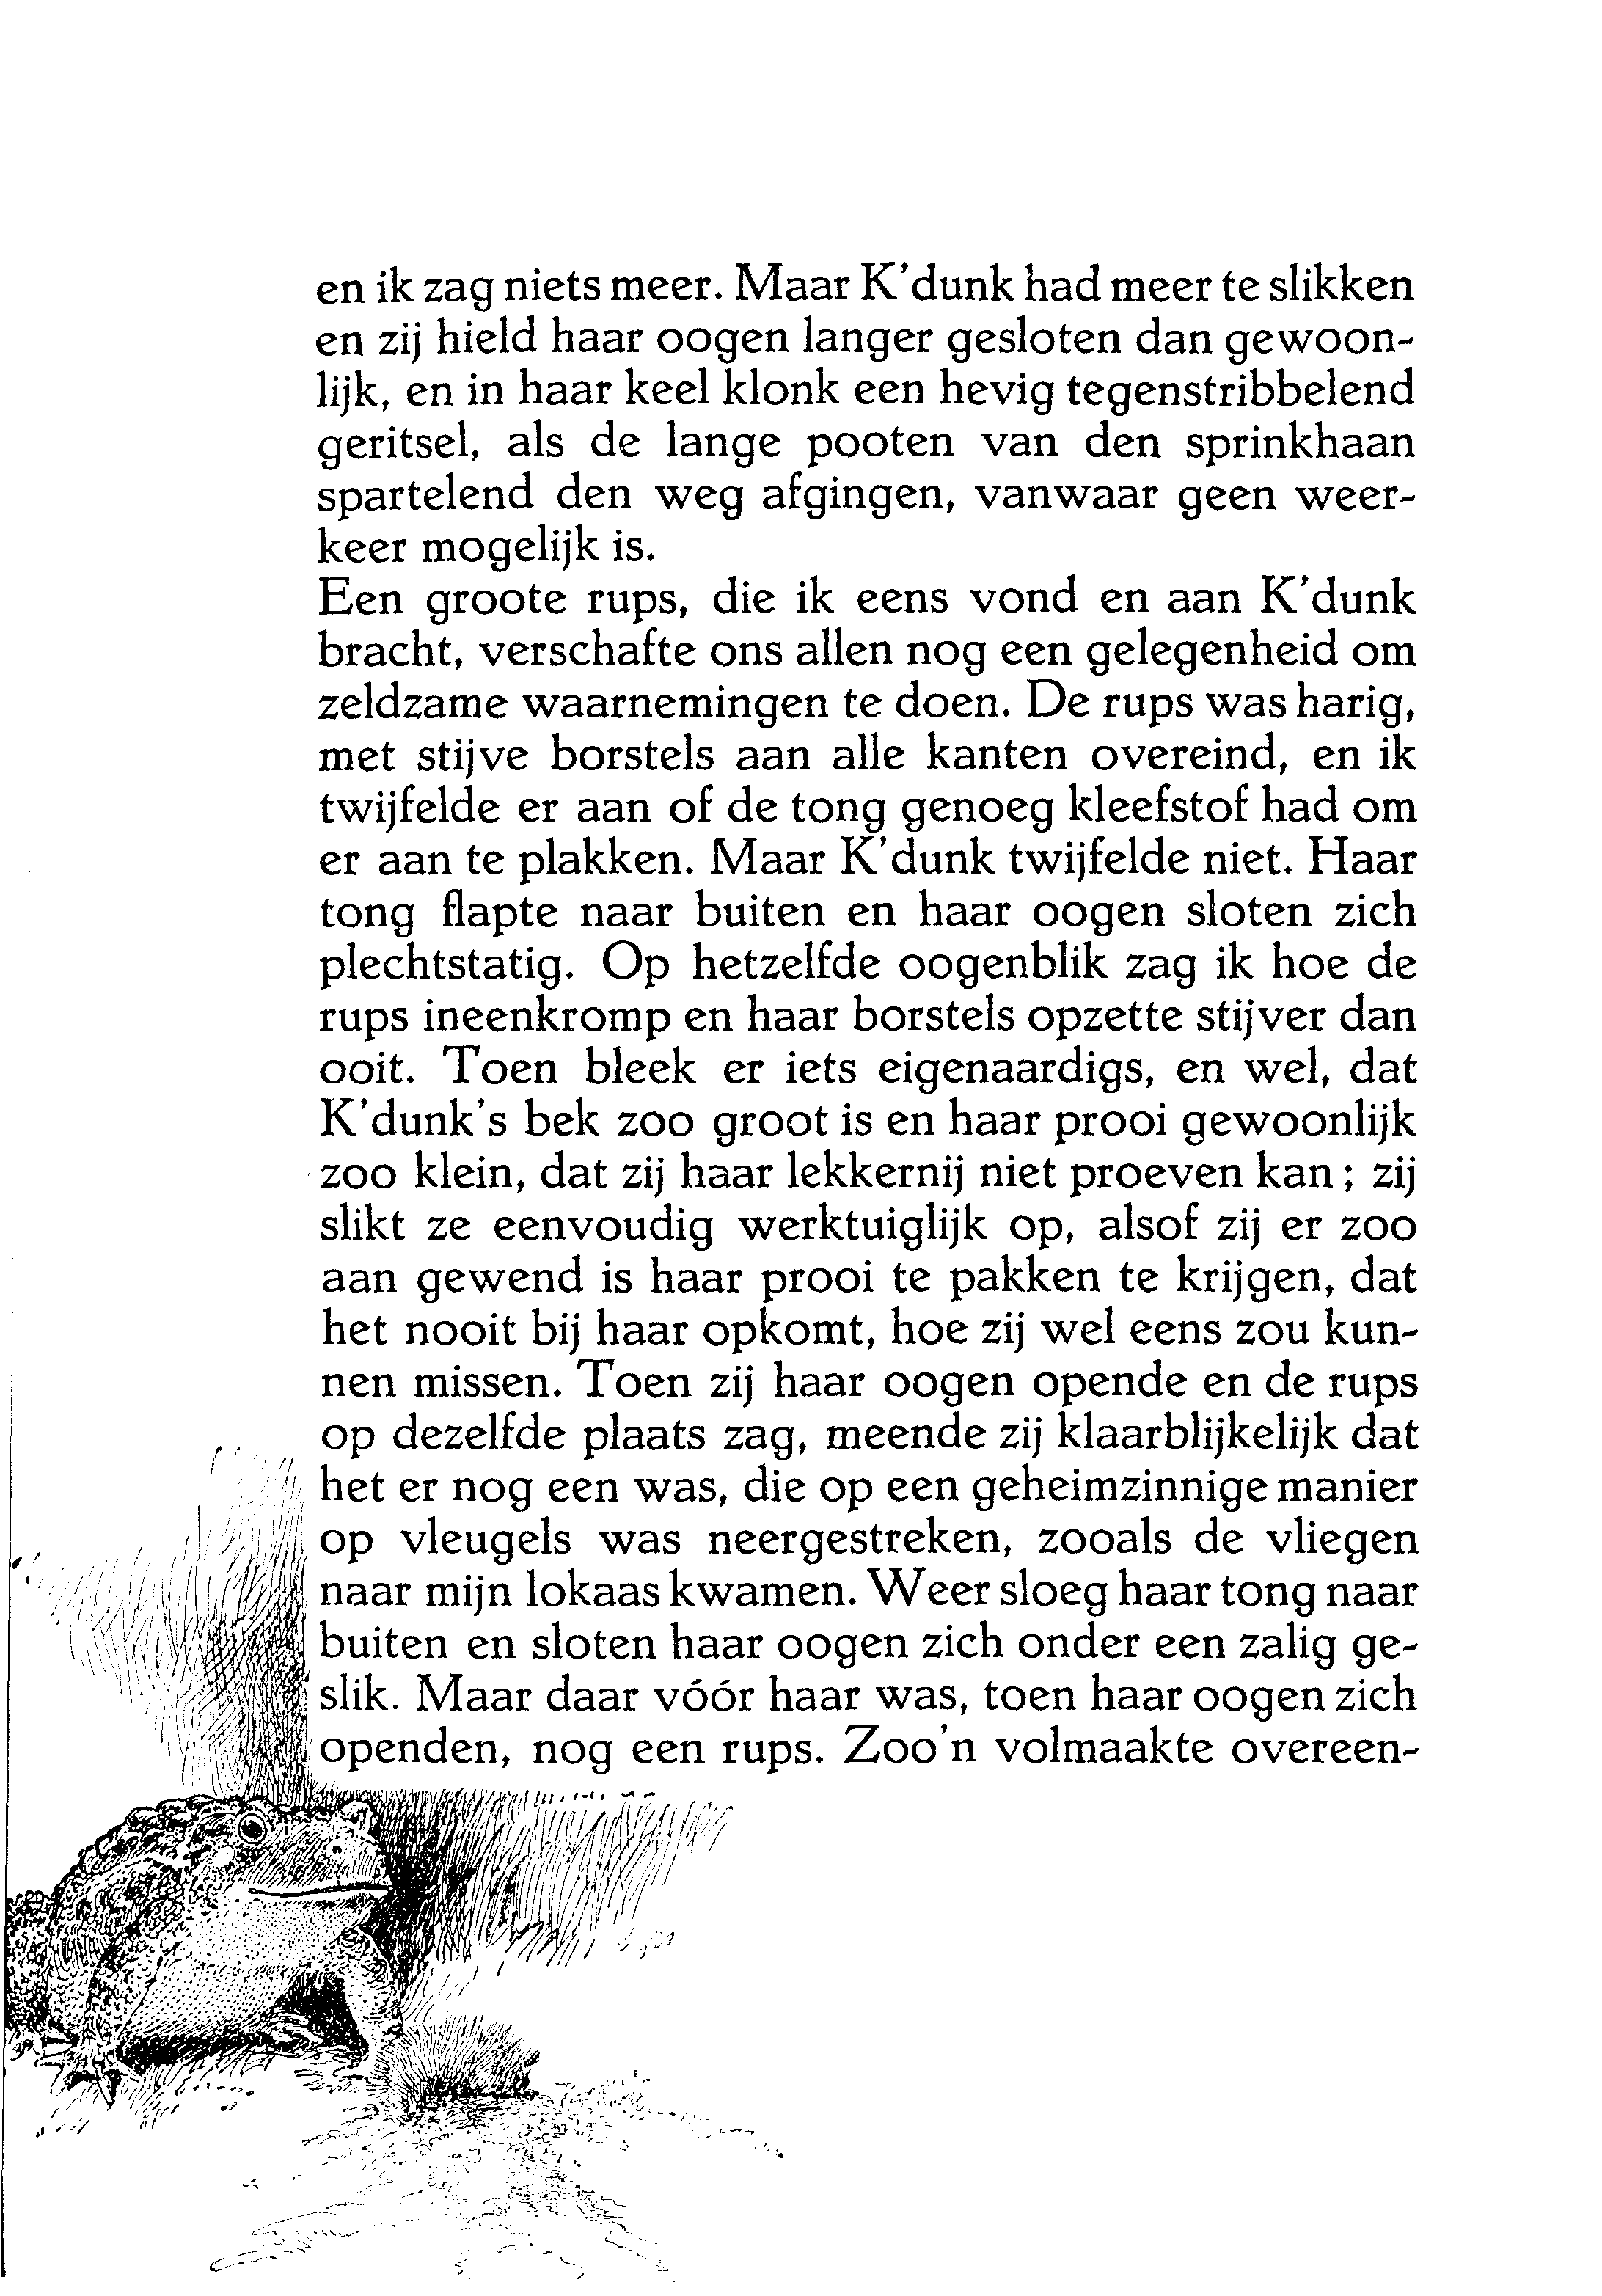 en ik zag niets meer. Maar K'dunk had meer te slikken
en zij hield haar oogen langer gesloten dan gewoon-
lijk, en in haar keel klonk een hevig tegenstribbelend
geritsel, als de lange pooten van den sprinkhaan
spartelend den weg afgingen, vanwaar geen weer-
keer mogelijk is.
Een groote rups, die ik eens vond en aan K'dunk
bracht, verschafte ons allen nog een gelegenheid om
zeldzame waarnemingen te doen. De rups was harig,
met stijve borstels aan alle kanten overeind, en ik
twijfelde er aan of de tong genoeg kleefstof had om
er aan te plakken. Maar K'dunk twijfelde niet. Haar
tong flapte naar buiten en haar oogen sloten zich
plechtstatig. Op hetzelfde oogenblik zag ik hoe de
rups ineenkromp en haar borstels opzette stijver dan
ooit. Toen bleek er iets eigenaardigs, en wel, dat
K'dunk's bek zoo groot is en haar prooi gewoonlijk
zoo klein, dat zij haar lekkernij niet proeven kan; zij
slikt ze eenvoudig werktuiglijk op, alsof zij er zoo
aan gewend is haar prooi te pakken te krijgen, dat
het nooit bij haar opkomt, hoe zij wel eens zou kun-
nen missen. Toen zij haar oogen opende en de rups
op dezelfde plaats zag, meende zij klaarblijkelijk dat
het er nog een was, die op een geheimzinnige manier
op vleugels was neergestreken, zooals de vliegen
naar mijn lokaas kwamen. Weer sloeg haar tong naar
buiten en sloten haar oogen zich onder een zalig ge-
slik. Maar daar vóór haar was, toen haar oogen zich
openden, nog een rups. Zoo'n volmaakte overeen-